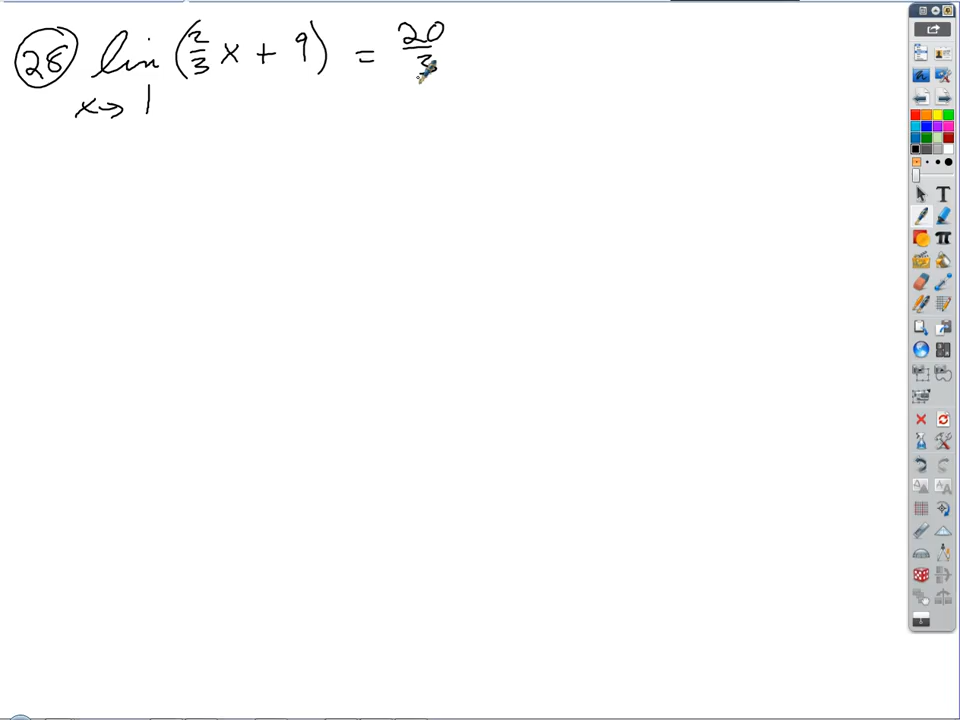 28 lim (2/3 x + 9) = 20/3
x→1
T
π